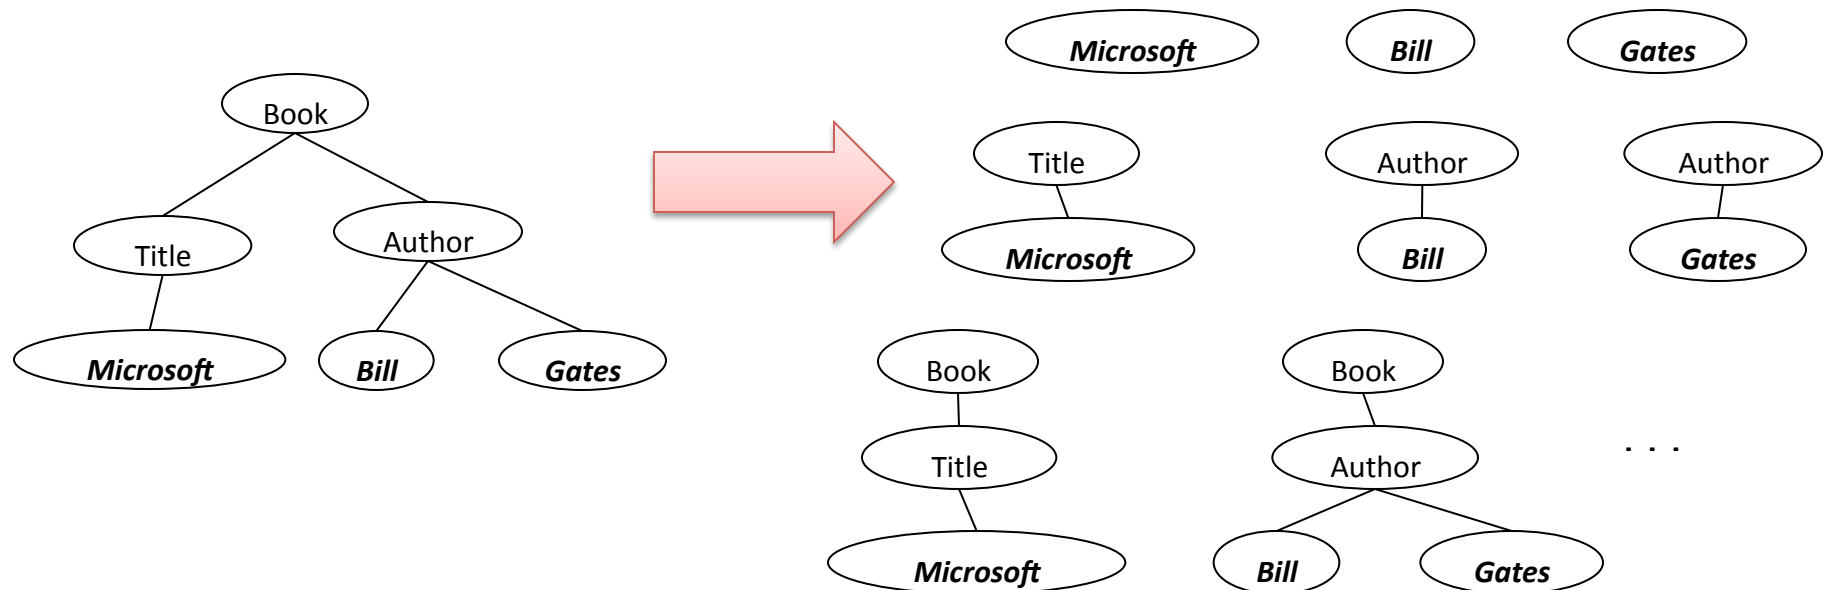 Book
Title
Author
Microsoft
Bill
Gates
Microsoft
Bill
Gates
Title
Author
Author
Microsoft
Bill
Gates
Book
Book
Title
Author
. . .
Microsoft
Bill
Gates